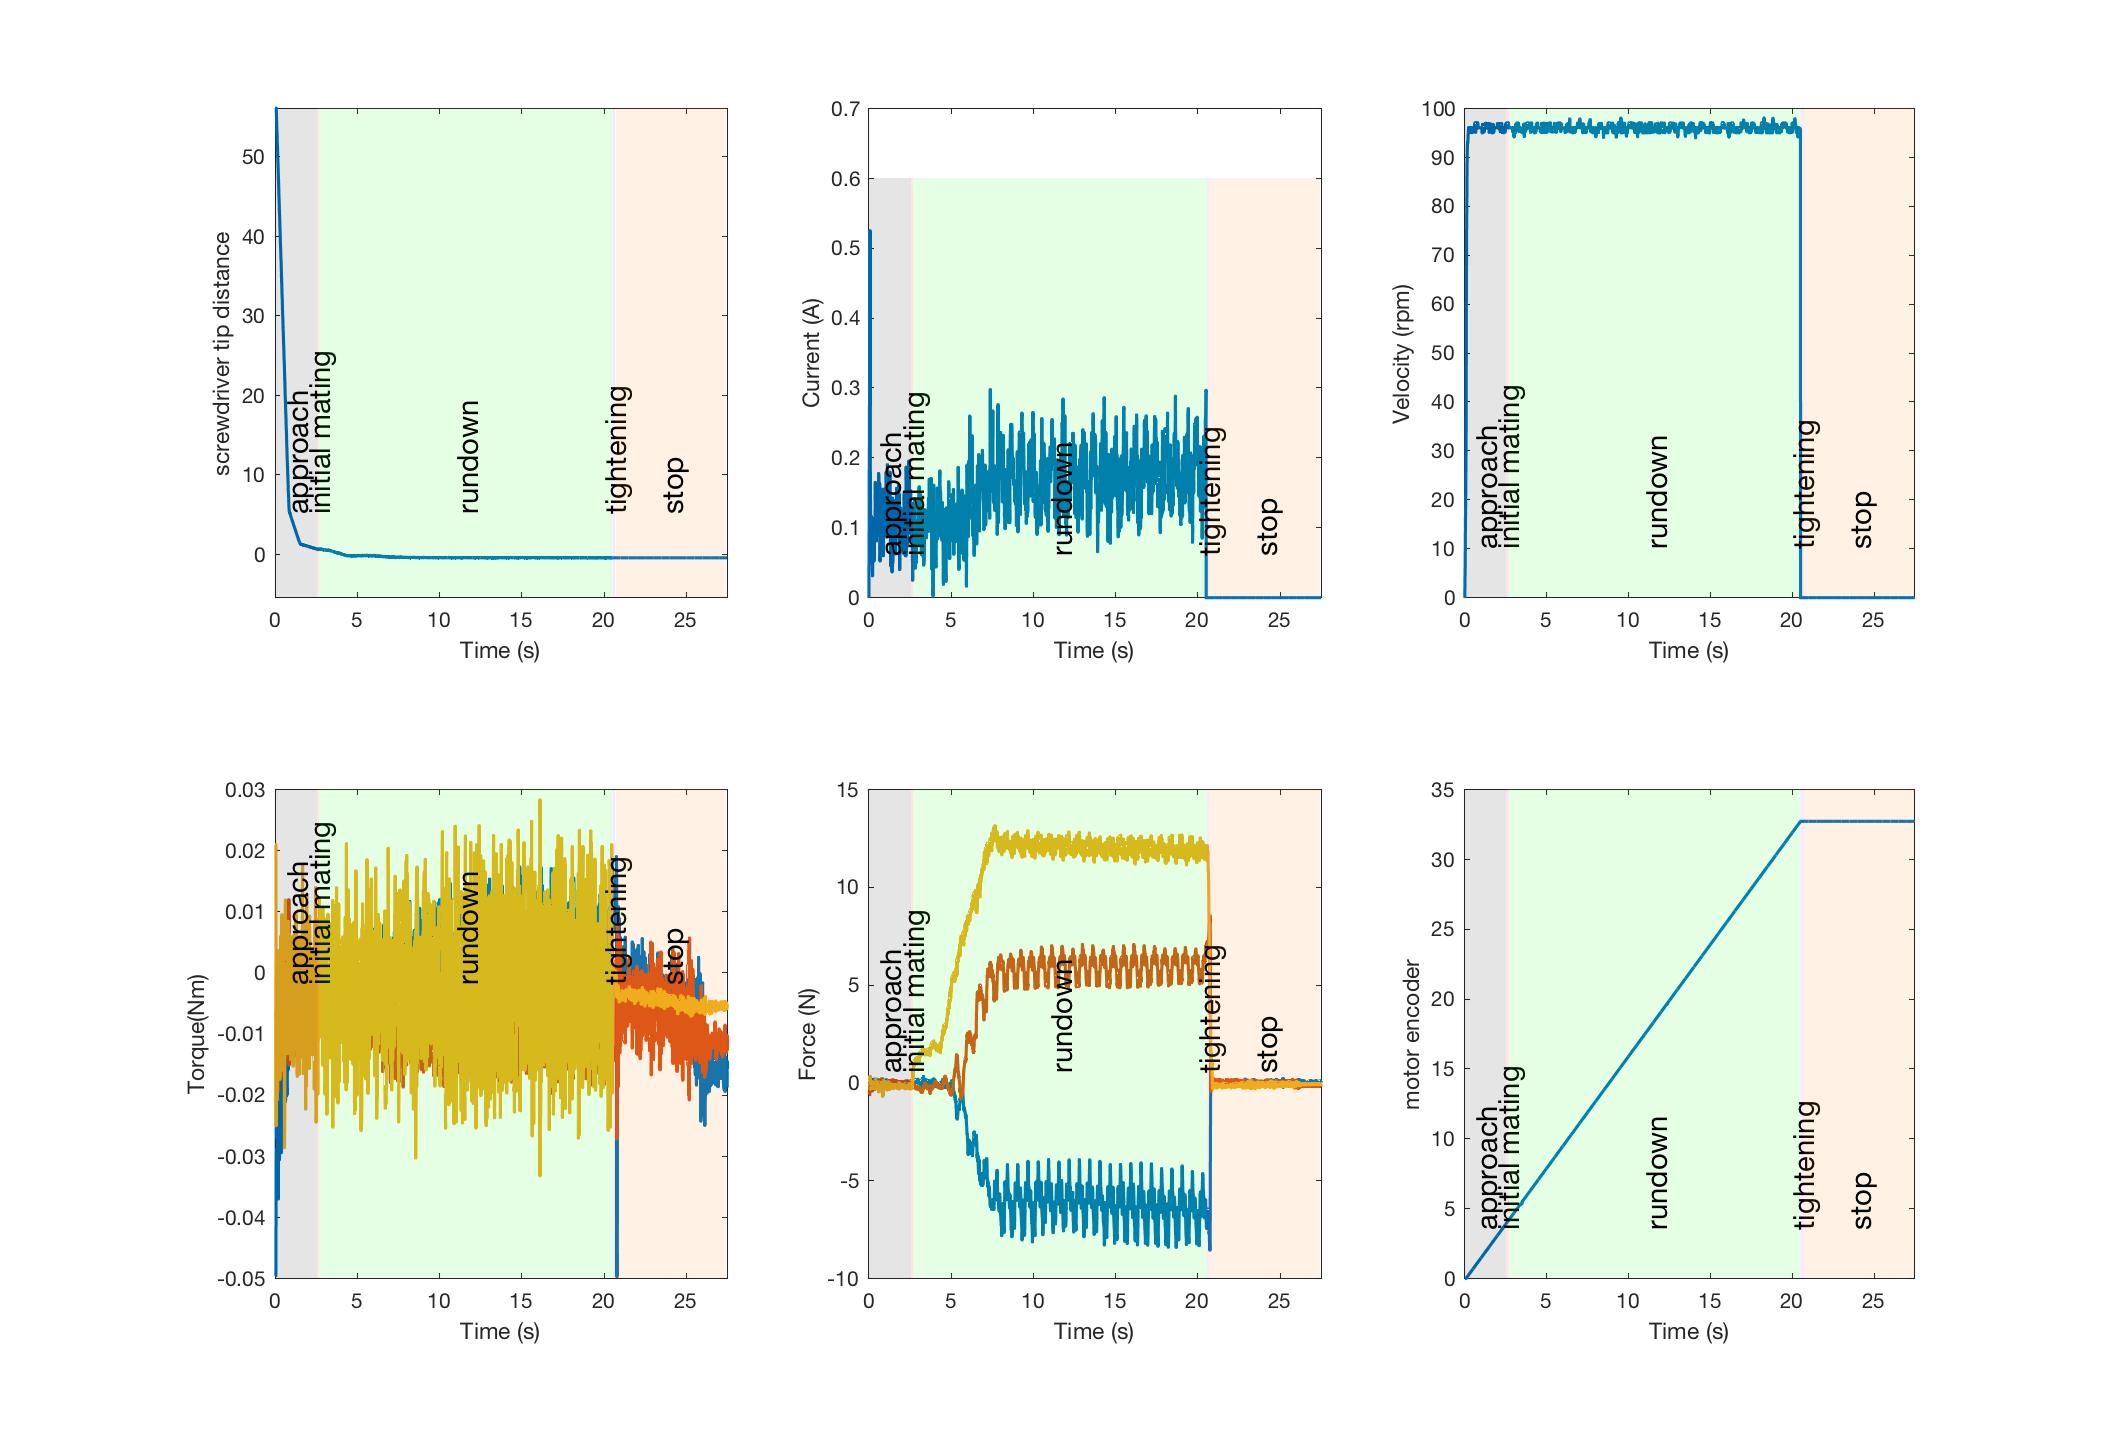 screwdriver tip distance
50
40
30
20
10
0
approach
initial mating
rundown
tightening
stop
0 5 10 15 20 25
Time (s)
Current (A)
0.7
0.6
0.5
0.4
0.3
0.2
0.1
0
approach
initial mating
rundown
tightening
stop
0 5 10 15 20 25
Time (s)
Velocity (rpm)
100
90
80
70
60
50
40
30
20
10
0
approach
initial mating
rundown
tightening
stop
0 5 10 15 20 25
Time (s)
Torque(Nm)
0.03
0.02
0.01
0
-0.01
-0.02
-0.03
-0.04
-0.05
approach
initial mating
rundown
tightening
stop
0 5 10 15 20 25
Time (s)
Force (N)
15
10
5
0
-5
-10
approach
initial mating
rundown
tightening
stop
0 5 10 15 20 25
Time (s)
motor encoder
35
30
25
20
15
10
5
0
approach
initial mating
rundown
tightening
stop
0 5 10 15 20 25
Time (s)